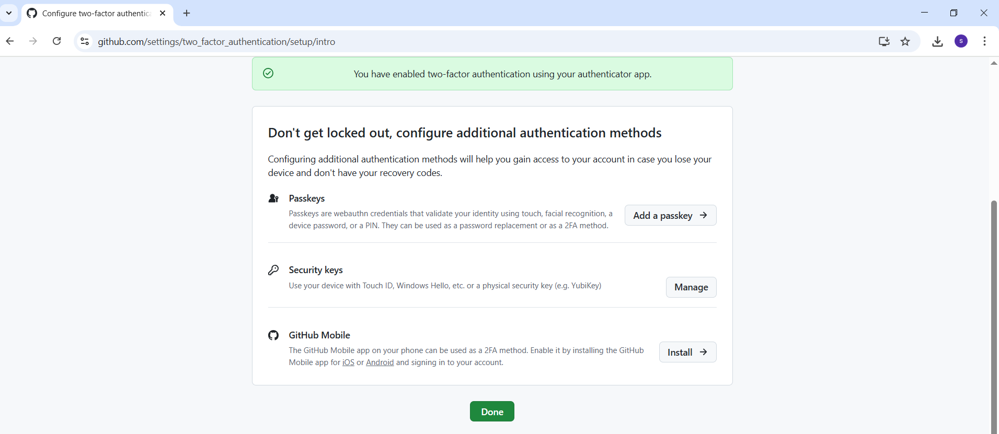 Configure two-factor authentica
github.com/settings/two_factor_authentication/setup/intro
S
You have enabled two-factor authentication using your authenticator app.
Don't get locked out, configure additional authentication methods
Configuring additional authentication methods will help you gain access to your account in case you lose your
device and don't have your recovery codes.
Passkeys
Passkeys are webauthn credentials that validate your identity using touch, facial recognition, a
device password, or a PIN. They can be used as a password replacement or as a 2FA method.
Add a passkey
Security keys
Use your device with Touch ID, Windows Hello, etc. or a physical security key (e.g. YubiKey)
Manage
GitHub Mobile
The GitHub Mobile app on your phone can be used as a 2FA method. Enable it by installing the GitHub
Mobile app for iOS or Android and signing in to your account.
Install
Done